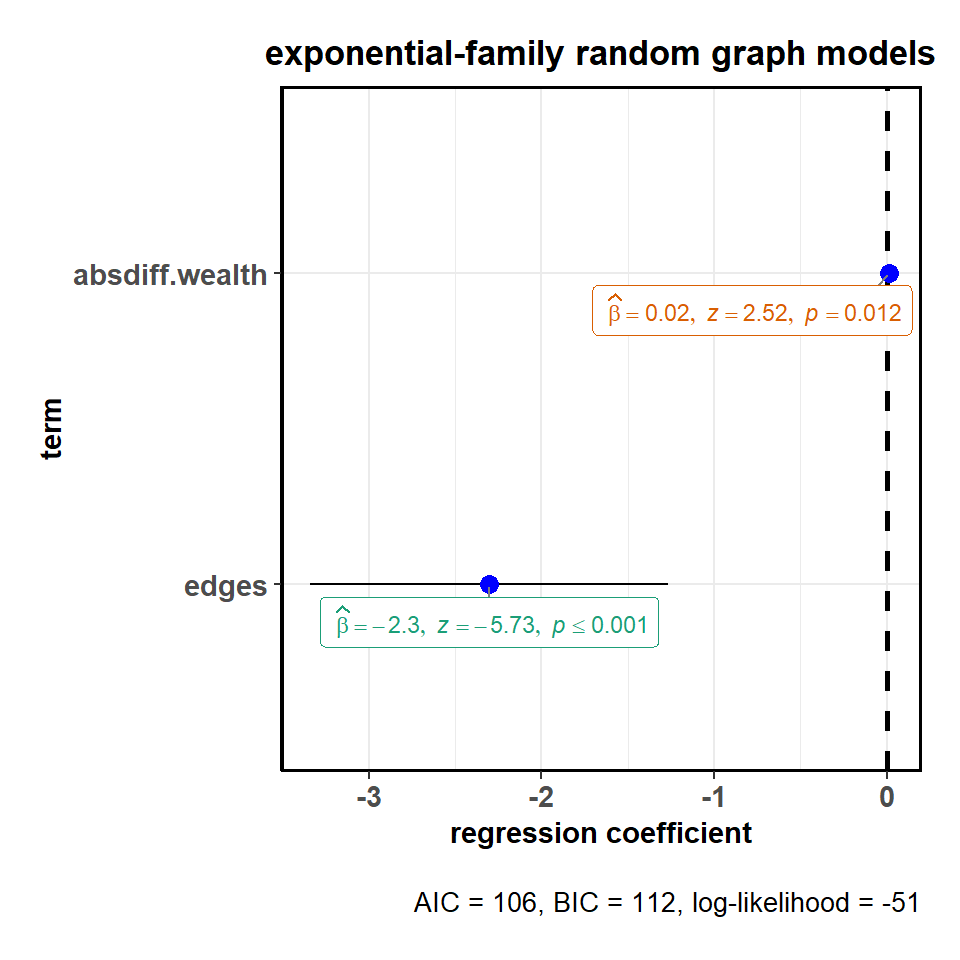 exponential-family random graph models
absdiff.wealth
β̂ = 0.02, z = 2.52, p = 0.012
term
edges
β̂ = −2.3, z = −5.73, p ≤ 0.001
-3 -2 -1 0
regression coefficient
AIC = 106, BIC = 112, log-likelihood = -51